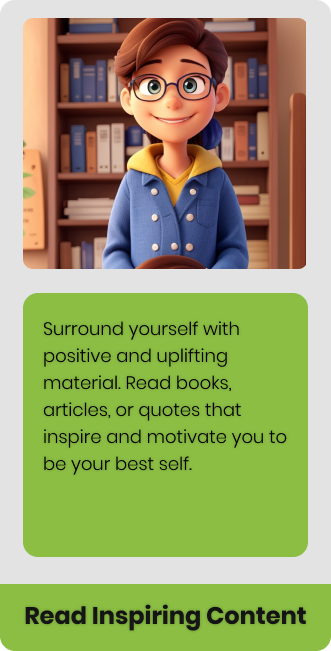 Surround yourself with
positive and uplifting
material. Read books,
articles, or quotes that
inspire and motivate you to
be your best self.
Read Inspiring Content